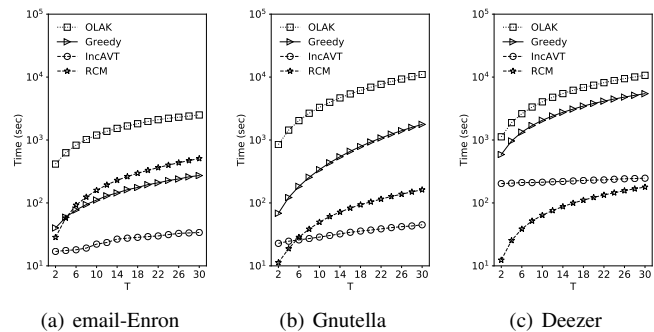 10^5
10^4
10^3
10^2
10^1
Time (sec)
OLAK
Greedy
IncAVT
RCM
2 6 10 14 18 22 26 30
T
(a) email-Enron
10^5
10^4
10^3
10^2
10^1
Time (sec)
OLAK
Greedy
IncAVT
RCM
2 6 10 14 18 22 26 30
T
(b) Gnutella
10^5
10^4
10^3
10^2
10^1
Time (sec)
OLAK
Greedy
IncAVT
RCM
2 6 10 14 18 22 26 30
T
(c) Deezer